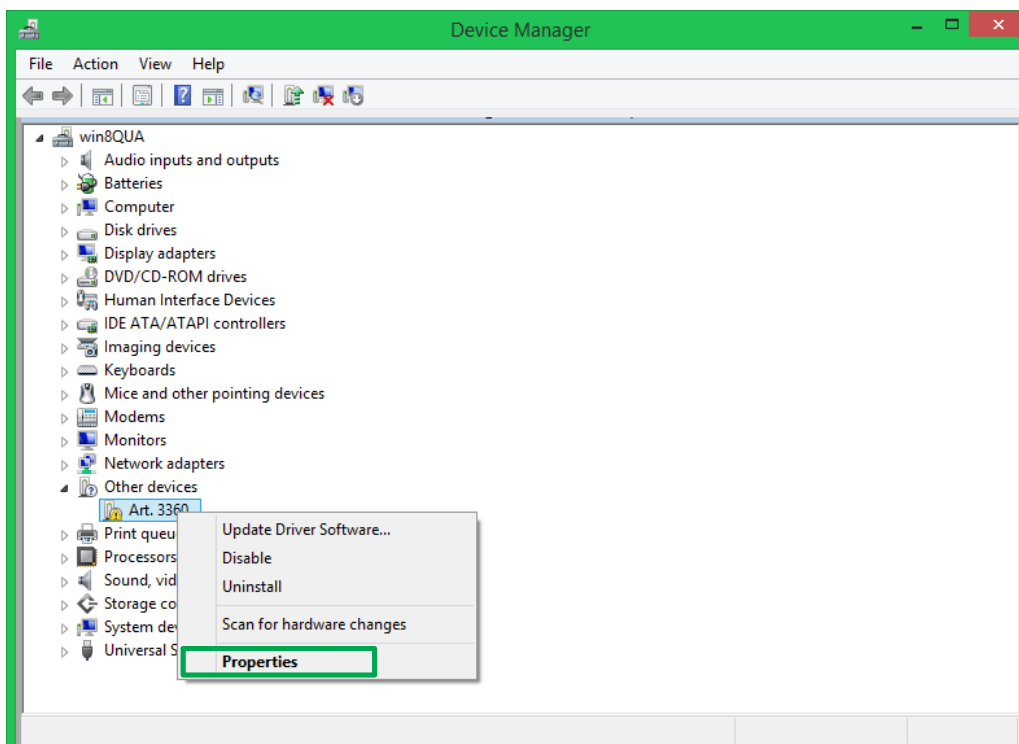 Device Manager
File Action View Help
win8QUA
Audio inputs and outputs
Batteries
Computer
Disk drives
Display adapters
DVD/CD-ROM drives
Human Interface Devices
IDE ATA/ATAPI controllers
Imaging devices
Keyboards
Mice and other pointing devices
Modems
Monitors
Network adapters
Other devices
Art. 3360
Print queu
Processors
Sound, vid
Storage co
System dev
Universal S
Update Driver Software...
Disable
Uninstall
Scan for hardware changes
Properties